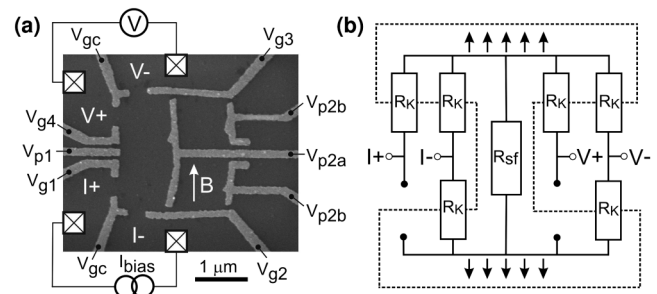 (a)
V
Vgc
V-
Vg3
V+
Vg4
Vp1
Vg1
I+
B
Vp2b
Vp2a
Vp2b
I-
Vgc
Ibias
1 μm
Vg2
(b)
RK
RK
RK
RK
I+
I-
Rsf
V+
V-
RK
RK